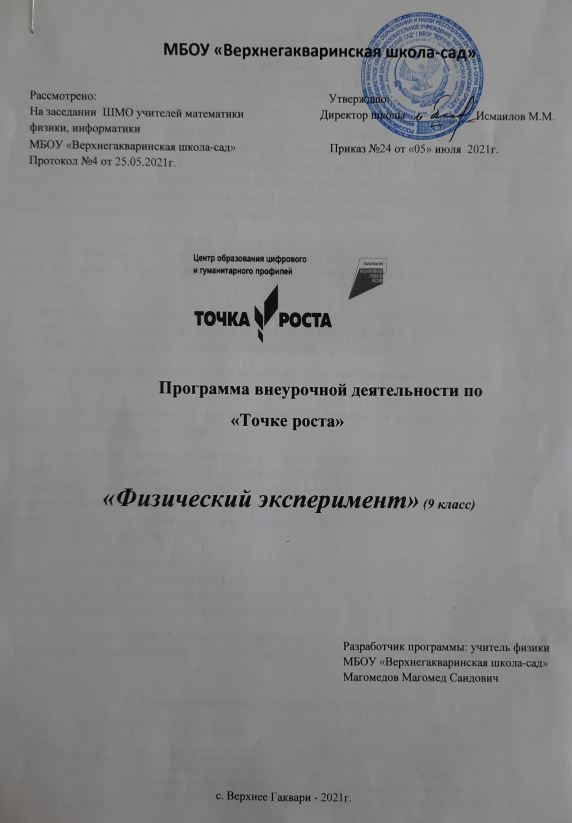 МБОУ «Верхнегакваринская школа-сад»
Рассмотрено:
На заседании ШМО учителей математики
физики, информатики
МБОУ «Верхнегакваринская школа-сад»
Протокол №4 от 25.05.2021г.
Утверждаю:
Директор школы Исмаилов М.М.
Приказ №24 от «05» июля 2021г.
Центр образования цифрового
и гуманитарного профилей
ТОЧКА РОСТА
Программа внеурочной деятельности по
«Точке роста»
«Физический эксперимент» (9 класс)
Разработчик программы: учитель физики
МБОУ «Верхнегакваринская школа-сад»
Магомедов Магомед Саидович
с. Верхнее Гаквари - 2021г.